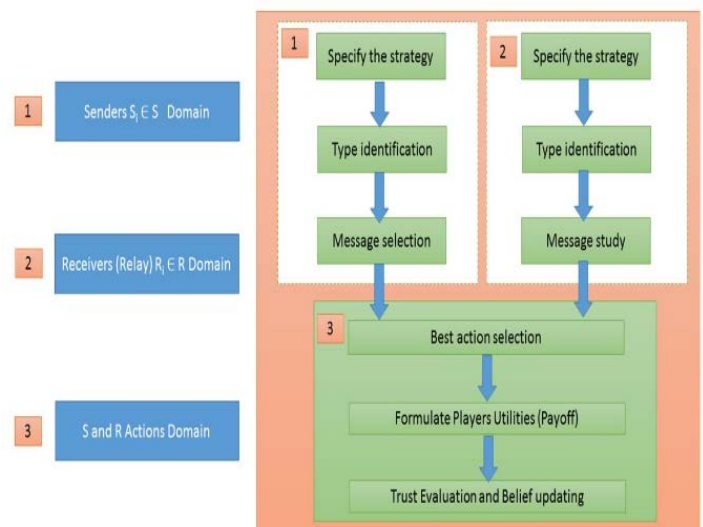 1
Senders Si ∈ S Domain
2
Receivers (Relay) Ri ∈ R Domain
3
S and R Actions Domain
1
Specify the strategy
Type identification
Message selection
2
Specify the strategy
Type identification
Message study
3
Best action selection
Formulate Players Utilities (Payoff)
Trust Evaluation and Belief updating